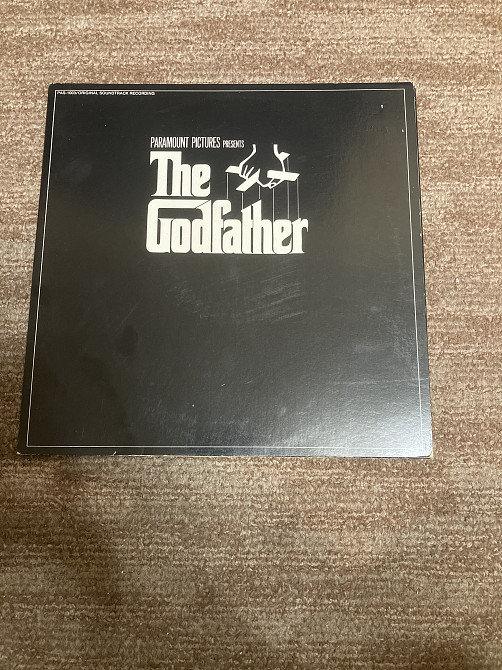 PAS-1003/ORIGINAL SOUNDTRACK RECORDING
PARAMOUNT PICTURES PRESENTS
The
Godfather